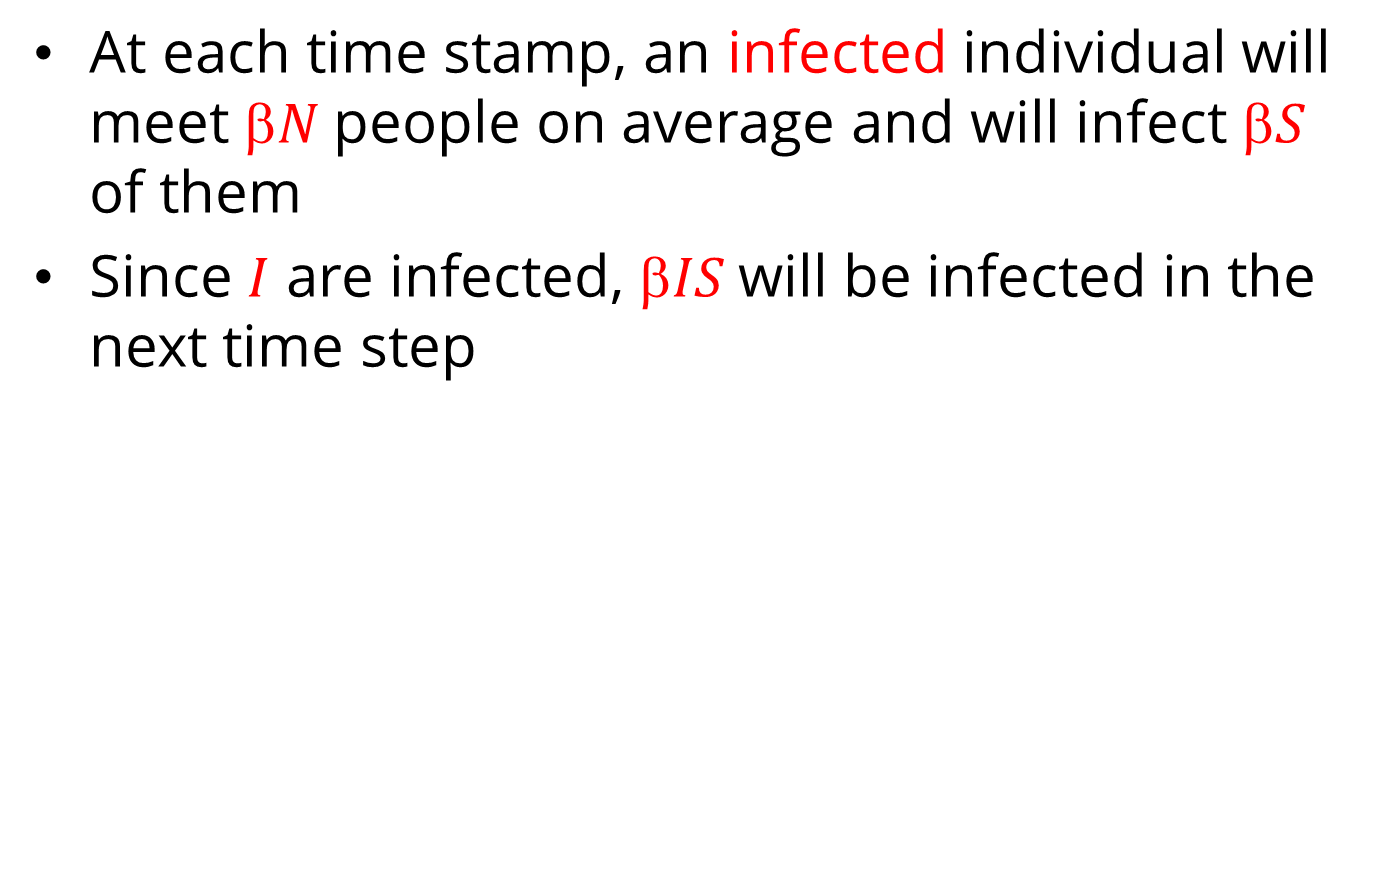 • At each time stamp, an infected individual will
meet βN people on average and will infect βS
of them
• Since I are infected, βIS will be infected in the
next time step